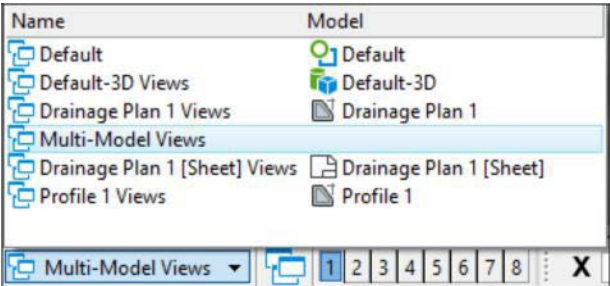 Name Model
Default Default
Default-3D Views Default-3D
Drainage Plan 1 Views Drainage Plan 1
Multi-Model Views
Drainage Plan 1 [Sheet] Views Drainage Plan 1 [Sheet]
Profile 1 Views Profile 1
Multi-Model Views 1 2 3 4 5 6 7 8 X